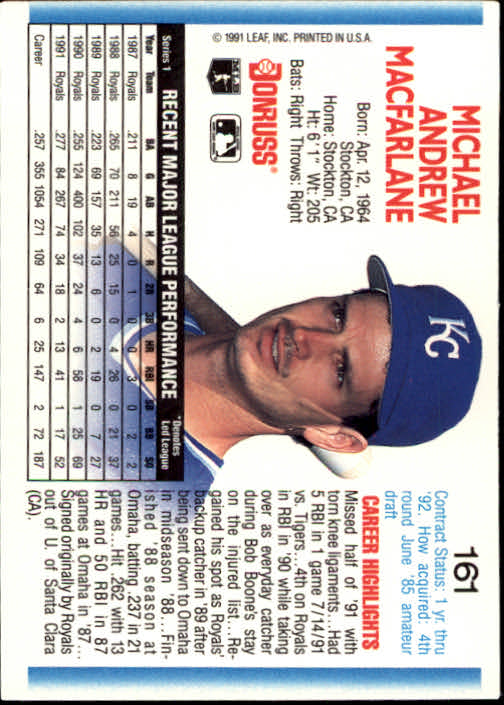 161
MICHAEL
ANDREW
MACFARLANE
Born: Apr. 12, 1964
Stockton, CA
Home: Stockton, CA
Ht: 6'1" Wt: 205
Bats: Right Throws: Right
DONRUSS®
MLBPA
© 1991 LEAF, INC. PRINTED IN U.S.A.
KC
Contract Status: 1 yr. thru
'92. How acquired: 4th
round June '85 amateur
draft
CAREER HIGHLIGHTS
Missed half of '91 with
torn knee ligaments...Had
5 RBI in 1 game 7/14/91
vs. Tigers...4th on Royals
in RBI in '90 while taking
over as everyday catcher
during Bob Boone's stay
on the injured list...Re-
gained his spot as Royals'
backup catcher in '89 after
being sent down to Omaha
in midseason '88...Fin-
ished '88 season at
Omaha, batting .237 in 21
games...Hit .262 with 13
HR and 50 RBI in 87
games at Omaha in '87...
Signed originally by Royals
out of U. of Santa Clara
(CA).
Series 1 RECENT MAJOR LEAGUE PERFORMANCE *Denotes Led League
Year Team BA G AB H R 2B 3B HR RBI SB BB SO
1987 Royals .211 8 19 4 0 1 0 0 3 0 2 2
1988 Royals .265 70 211 56 25 15 0 4 26 0 21 37
1989 Royals .223 69 157 35 13 6 0 2 19 0 7 27
1990 Royals .255 124 400 102 37 24 4 6 58 1 25 69
1991 Royals .277 84 267 74 34 18 2 13 41 1 17 52
Career .257 355 1054 271 109 64 6 25 147 2 72 187